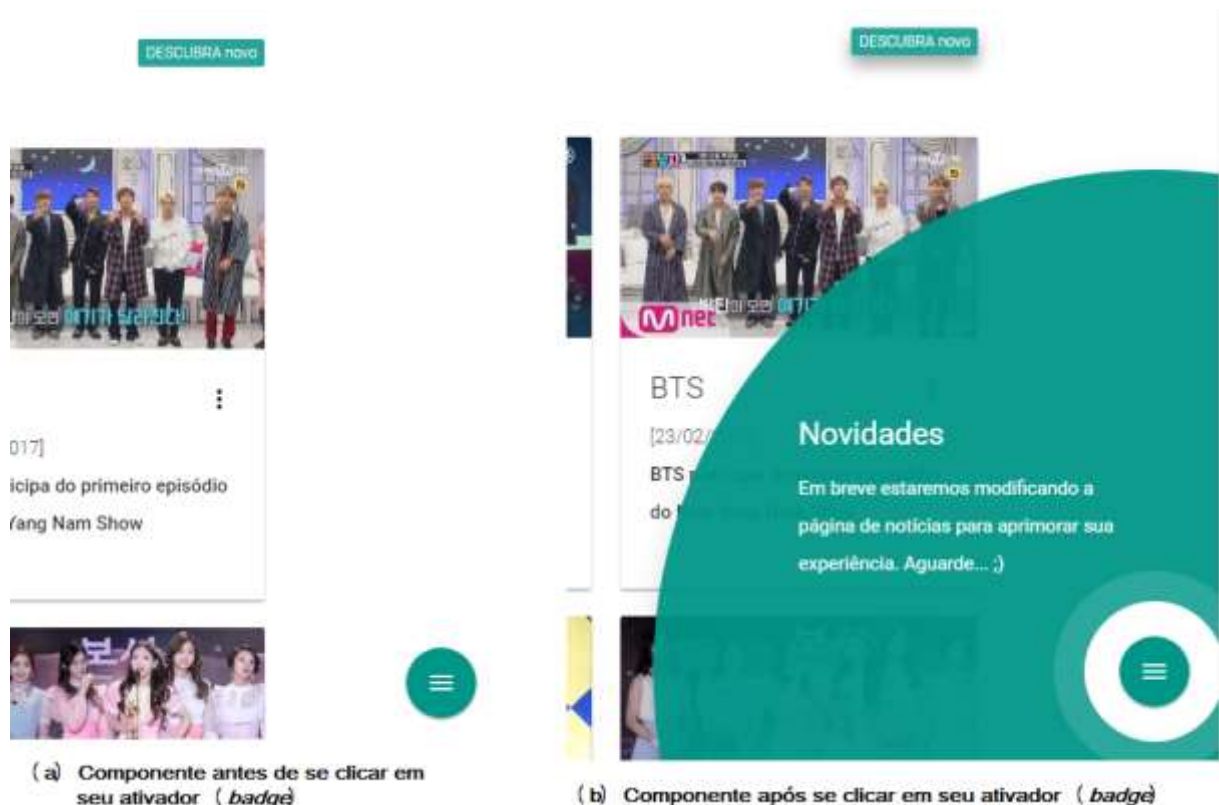 DESCUBRA novo
017]
icipa do primeiro episódio
Yang Nam Show
( a) Componente antes de se clicar em
seu ativador ( badge)
DESCUBRA novo
Mnet
BTS
[23/02/
BTS
do
Novidades
Em breve estaremos modificando a
página de notícias para aprimorar sua
experiência. Aguarde... ;)
( b) Componente após se clicar em seu ativador ( badge)